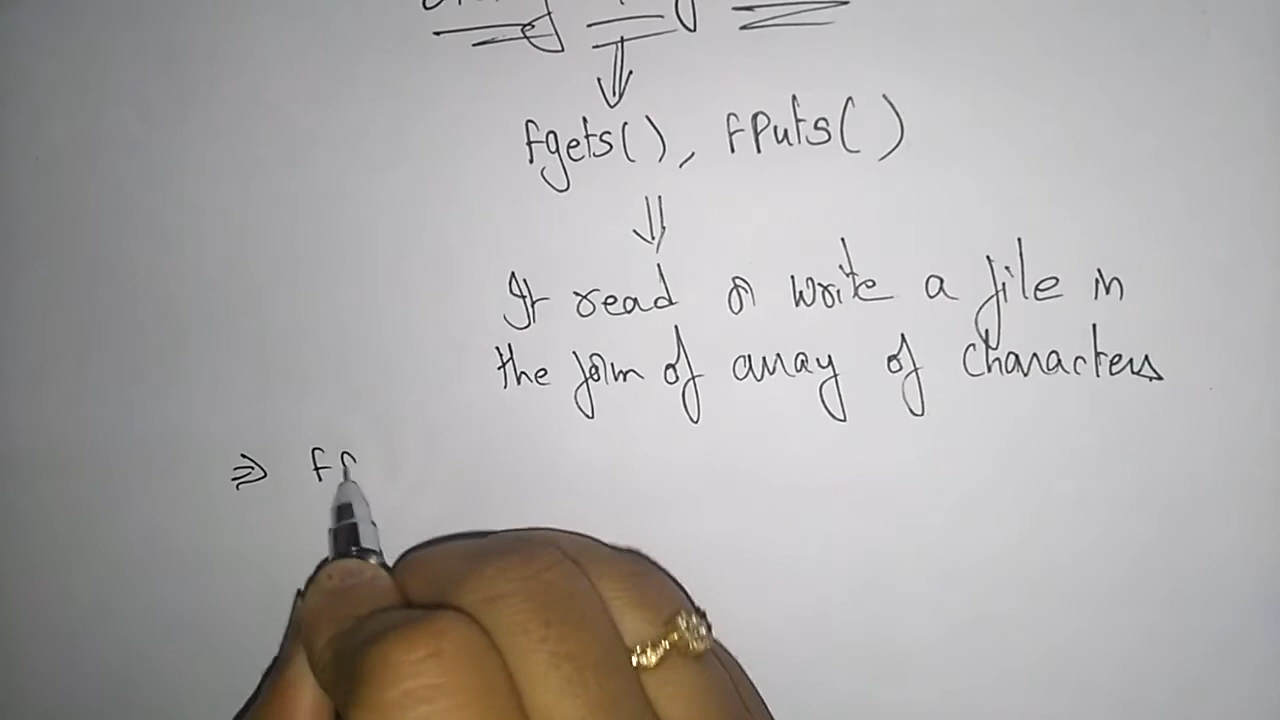 fgets(), fputs()
⇓
It read or write a file in
the form of array of characters
⇒ f